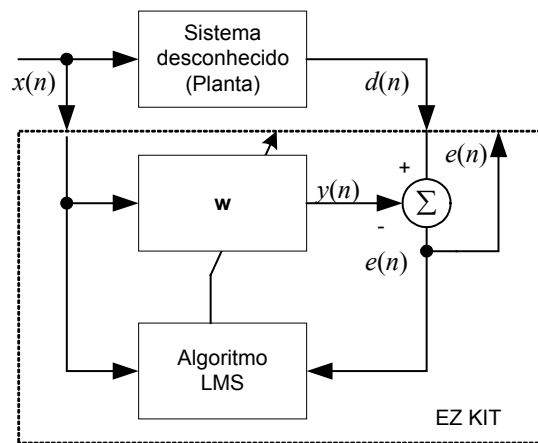 Sistema
desconhecido
(Planta)
x(n)
d(n)
e(n)
+
w
y(n)
Σ
-
e(n)
Algoritmo
LMS
EZ KIT